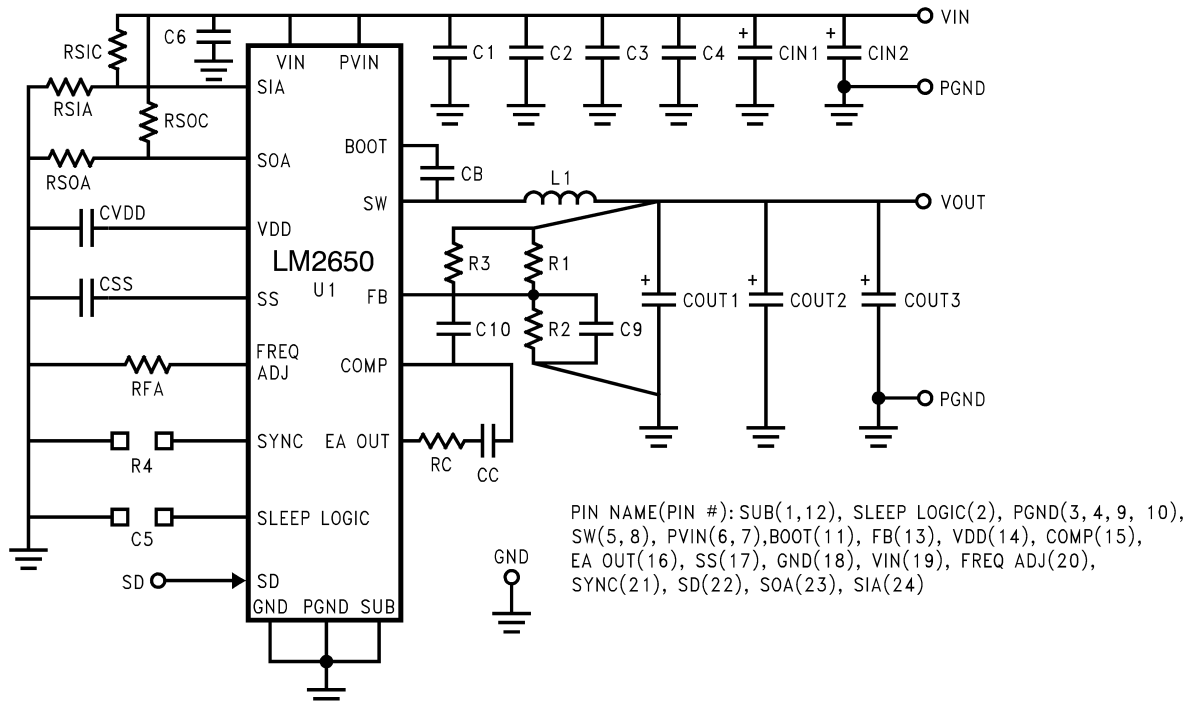 VIN
C6
RSIC
VIN
PVIN
C1
C2
C3
C4
+
CIN1
+
CIN2
SIA
PGND
RSIA
RSOC
BOOT
SOA
RSOA
CB
L1
SW
VOUT
CVDD
VDD
LM2650
R3
R1
CSS
SS
U1
FB
+
COUT1
+
COUT2
+
COUT3
C10
R2
C9
FREQ
ADJ
COMP
RFA
PGND
SYNC
EA OUT
R4
RC
CC
SLEEP LOGIC
C5
PIN NAME(PIN #): SUB(1,12), SLEEP LOGIC(2), PGND(3,4,9, 10),
SW(5,8), PVIN(6,7),BOOT(11), FB(13), VDD(14), COMP(15),
EA OUT(16), SS(17), GND(18), VIN(19), FREQ ADJ(20),
SYNC(21), SD(22), SOA(23), SIA(24)
GND
SD
SD
GND PGND SUB